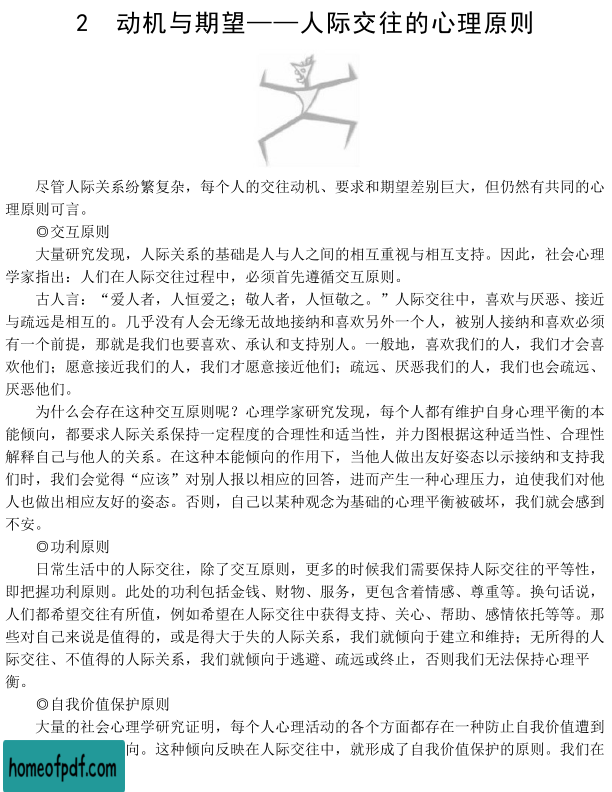 2 动机与期望——人际交往的心理原则
尽管人际关系纷繁复杂，每个人的交往动机、要求和期望差别巨大，但仍然有共同的心
理原则可言。
◎交互原则
大量研究发现，人际关系的基础是人与人之间的相互重视与相互支持。因此，社会心理
学家指出：人们在人际交往过程中，必须首先遵循交互原则。
古人言：“爱人者，人恒爱之；敬人者，人恒敬之。”人际交往中，喜欢与厌恶、接近
与疏远是相互的。几乎没有人会无缘无故地接纳和喜欢另外一个人，被别人接纳和喜欢必须
有一个前提，那就是我们也要喜欢、承认和支持别人。一般地，喜欢我们的人，我们才会喜
欢他们；愿意接近我们的人，我们才愿意接近他们；疏远、厌恶我们的人，我们也会疏远、
厌恶他们。
为什么会存在这种交互原则呢？心理学家研究发现，每个人都有维护自身心理平衡的本
能倾向，都要求人际关系保持一定程度的合理性和适当性，并力图根据这种适当性、合理性
解释自己与他人的关系。在这种本能倾向的作用下，当他人做出友好姿态以示接纳和支持我
们时，我们会觉得“应该”对别人报以相应的回答，进而产生一种心理压力，迫使我们对他
人也做出相应友好的姿态。否则，自己以某种观念为基础的心理平衡被破坏，我们就会感到
不安。
◎功利原则
日常生活中的人际交往，除了交互原则，更多的时候我们需要保持人际交往的平等性，
即把握功利原则。此处的功利包括金钱、财物、服务，更包含着情感、尊重等。换句话说，
人们都希望交往有所值，例如希望在人际交往中获得支持、关心、帮助、感情依托等等。那
些对自己来说是值得的，或是得大于失的人际关系，我们就倾向于建立和维持；无所得的人
际交往、不值得的人际关系，我们就倾向于逃避、疏远或终止，否则我们无法保持心理平
衡。
◎自我价值保护原则
大量的社会心理学研究证明，每个人心理活动的各个方面都存在一种防止自我价值遭到
向。这种倾向反映在人际交往中，就形成了自我价值保护的原则。我们在
homeofpdf.com